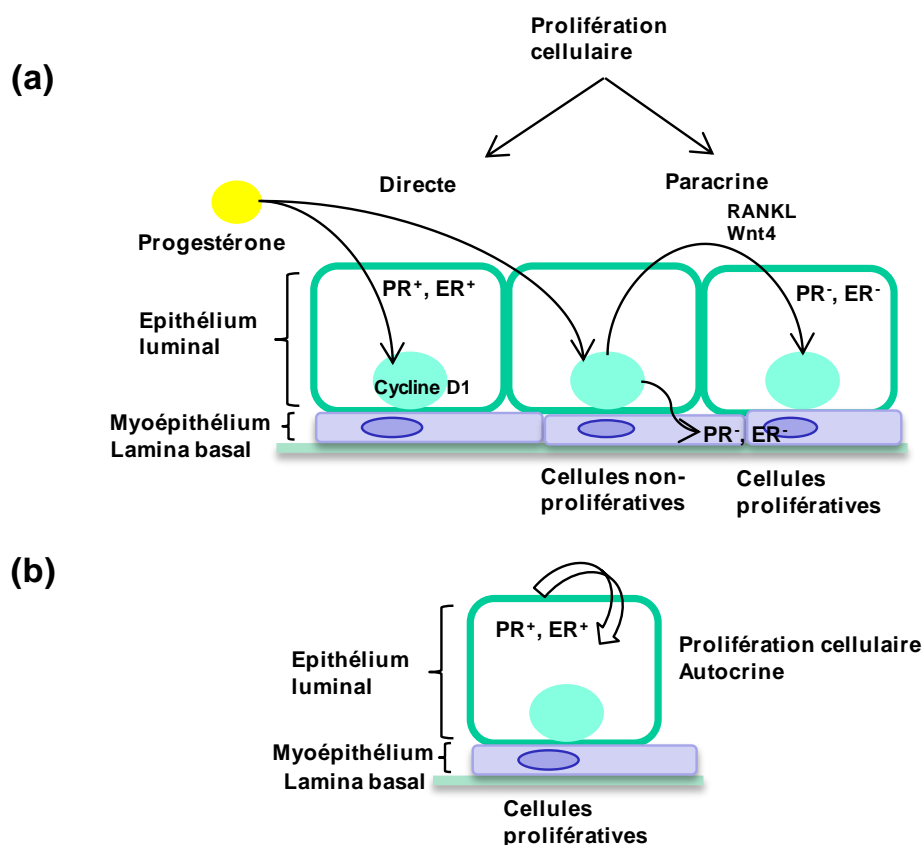 Prolifération
cellulaire
(a)
Directe
Paracrine
RANKL
Wnt4
Progestérone
PR⁺, ER⁺
PR⁻, ER⁻
Epithélium
luminal
Cycline D1
Myoépithélium
Lamina basal
PR⁻, ER⁻
Cellules non-
prolifératives
Cellules
prolifératives
(b)
PR⁺, ER⁺
Prolifération cellulaire
Autocrine
Epithélium
luminal
Myoépithélium
Lamina basal
Cellules
prolifératives